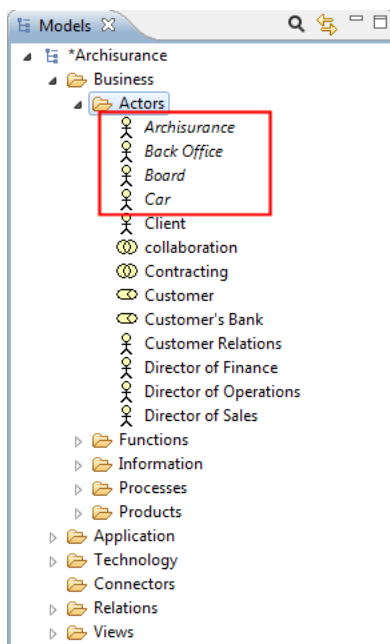 Models
*Archisurance
Business
Actors
Archisurance
Back Office
Board
Car
Client
collaboration
Contracting
Customer
Customer's Bank
Customer Relations
Director of Finance
Director of Operations
Director of Sales
Functions
Information
Processes
Products
Application
Technology
Connectors
Relations
Views